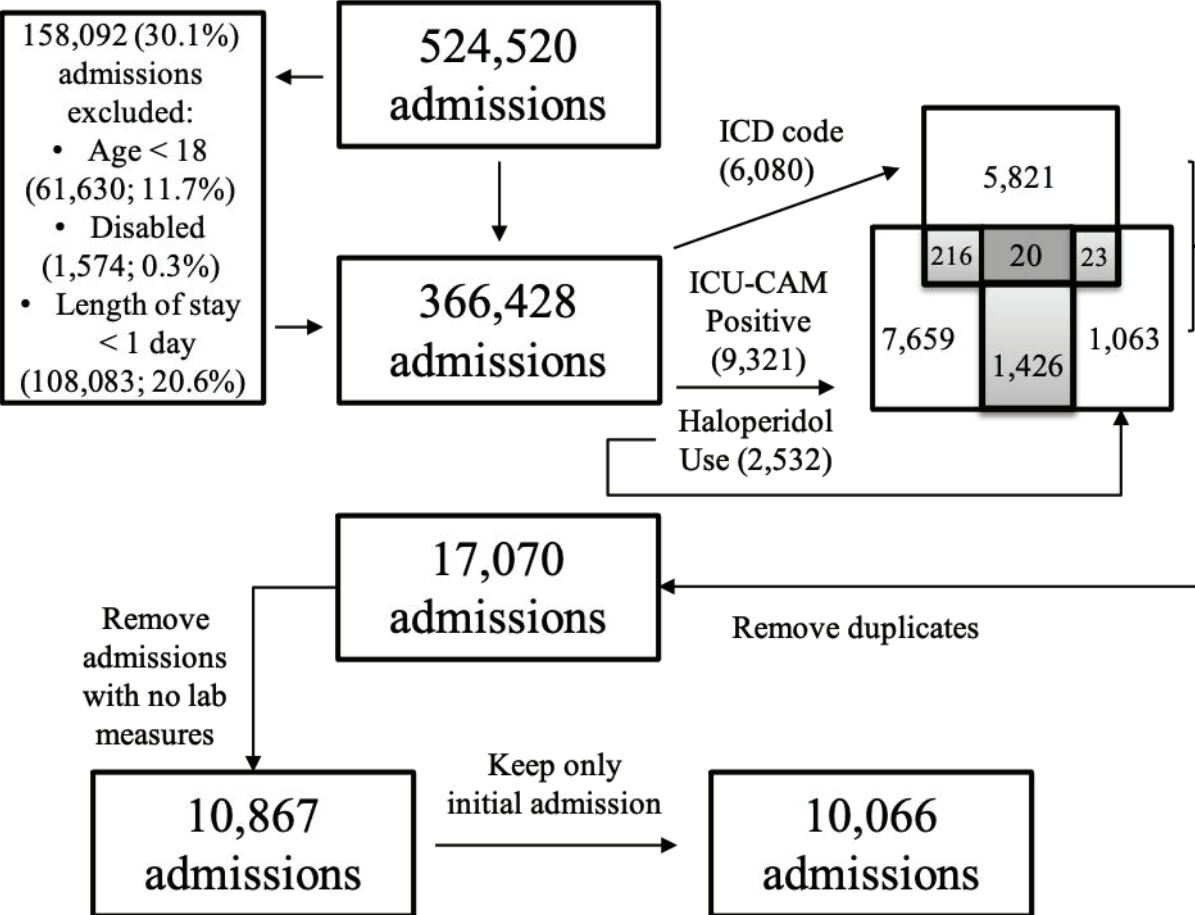 158,092 (30.1%)
admissions
excluded:
• Age < 18
(61,630; 11.7%)
• Disabled
(1,574; 0.3%)
• Length of stay
< 1 day
(108,083; 20.6%)
524,520
admissions
366,428
admissions
ICD code
(6,080)
ICU-CAM
Positive
(9,321)
Haloperidol
Use (2,532)
5,821
216
20
23
7,659
1,426
1,063
17,070
admissions
Remove duplicates
Remove
admissions
with no lab
measures
10,867
admissions
Keep only
initial admission
10,066
admissions